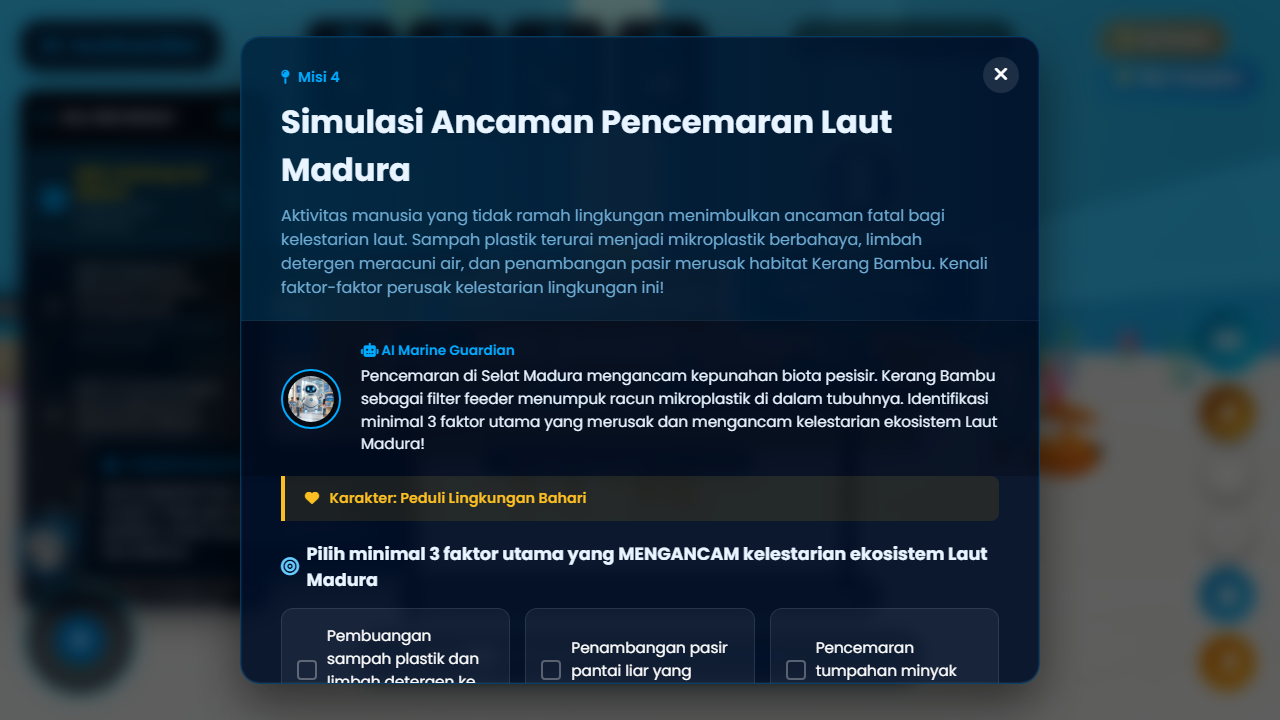 Misi 4
Simulasi Ancaman Pencemaran Laut
Madura
Aktivitas manusia yang tidak ramah lingkungan menimbulkan ancaman fatal bagi
kelestarian laut. Sampah plastik terurai menjadi mikroplastik berbahaya, limbah
detergen meracuni air, dan penambangan pasir merusak habitat Kerang Bambu. Kenali
faktor-faktor perusak kelestarian lingkungan ini!
AI Marine Guardian
Pencemaran di Selat Madura mengancam kepunahan biota pesisir. Kerang Bambu
sebagai filter feeder menumpuk racun mikroplastik di dalam tubuhnya. Identifikasi
minimal 3 faktor utama yang merusak dan mengancam kelestarian ekosistem Laut
Madura!
Karakter: Peduli Lingkungan Bahari
Pilih minimal 3 faktor utama yang MENGANCAM kelestarian ekosistem Laut
Madura
Pembuangan
sampah plastik dan
limbah detergen ke
Penambangan pasir
pantai liar yang
Pencemaran
tumpahan minyak